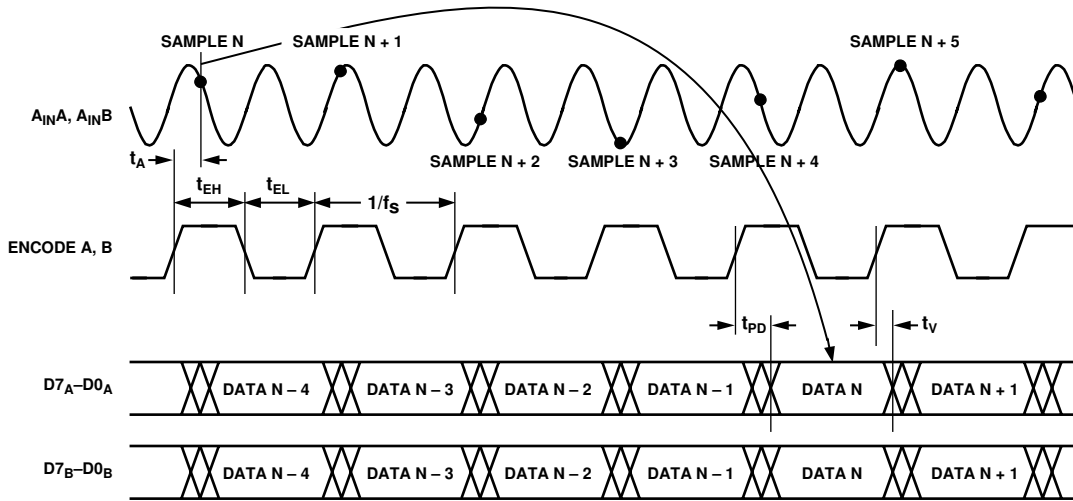 SAMPLE N
SAMPLE N + 1
SAMPLE N + 5
AINA, AINB
SAMPLE N + 2
SAMPLE N + 3
SAMPLE N + 4
tA
tEH
tEL
1/fS
ENCODE A, B
tPD
tV
D7A–D0A
DATA N – 4
DATA N – 3
DATA N – 2
DATA N – 1
DATA N
DATA N + 1
D7B–D0B
DATA N – 4
DATA N – 3
DATA N – 2
DATA N – 1
DATA N
DATA N + 1